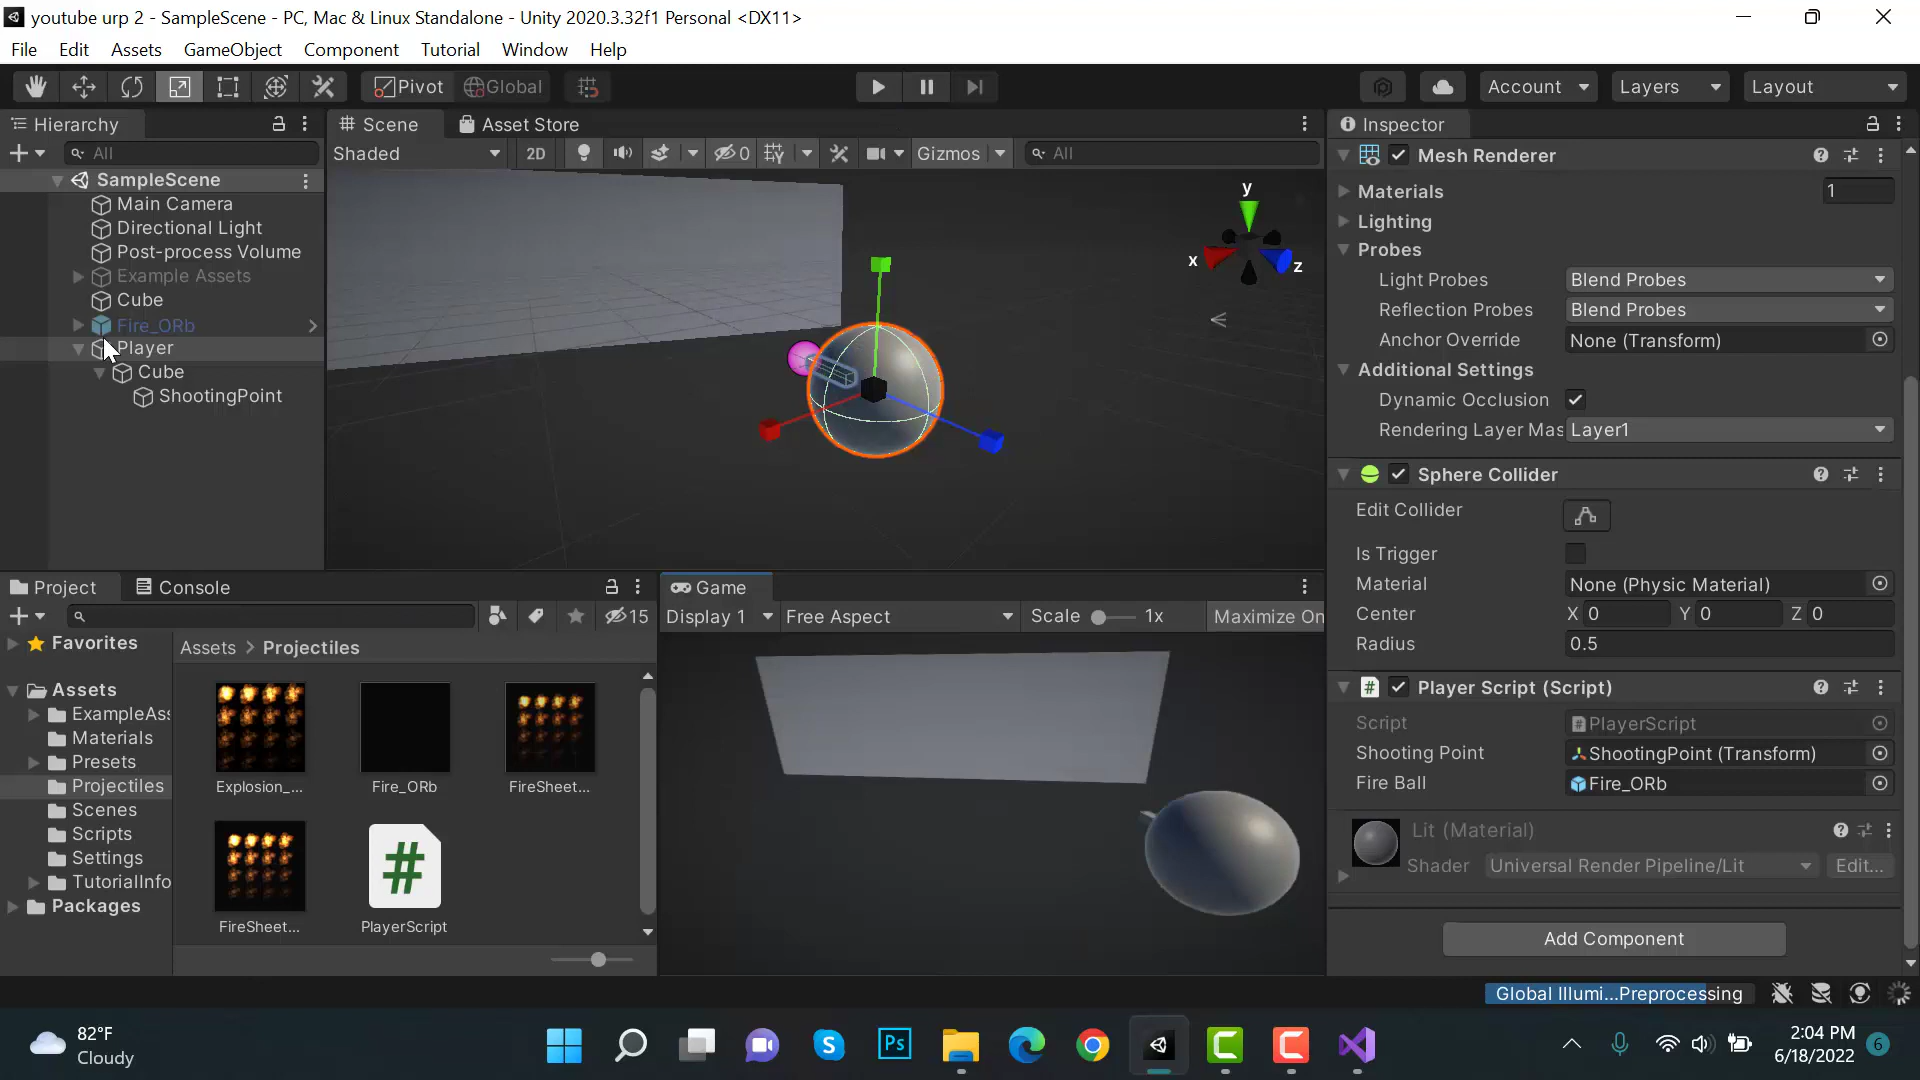 youtube urp 2 - SampleScene - PC, Mac & Linux Standalone - Unity 2020.3.32f1 Personal <DX11>
File Edit Assets GameObject Component Tutorial Window Help
Pivot Global Account Layers Layout
Hierarchy
All
SampleScene
Main Camera
Directional Light
Post-process Volume
Example Assets
Cube
Fire_ORb
Player
Cube
ShootingPoint
Scene Asset Store
Shaded 2D 0 Gizmos All
y
x
z
Inspector
Mesh Renderer
Materials 1
Lighting
Probes
Light Probes Blend Probes
Reflection Probes Blend Probes
Anchor Override None (Transform)
Additional Settings
Dynamic Occlusion
Rendering Layer Mas Layer1
Sphere Collider
Edit Collider
Is Trigger
Material None (Physic Material)
Center X 0 Y 0 Z 0
Radius 0.5
Player Script (Script)
Script PlayerScript
Shooting Point ShootingPoint (Transform)
Fire Ball Fire_ORb
Lit (Material)
Shader Universal Render Pipeline/Lit Edit...
Add Component
Project Console
15
Favorites
Assets
ExampleAss
Materials
Presets
Projectiles
Scenes
Scripts
Settings
TutorialInfo
Packages
Assets > Projectiles
Explosion_... Fire_ORb FireSheet...
FireSheet... PlayerScript
Game
Display 1 Free Aspect Scale 1x Maximize On
Global Illumi...Preprocessing
82°F
Cloudy
Ps
2:04 PM
6/18/2022
6